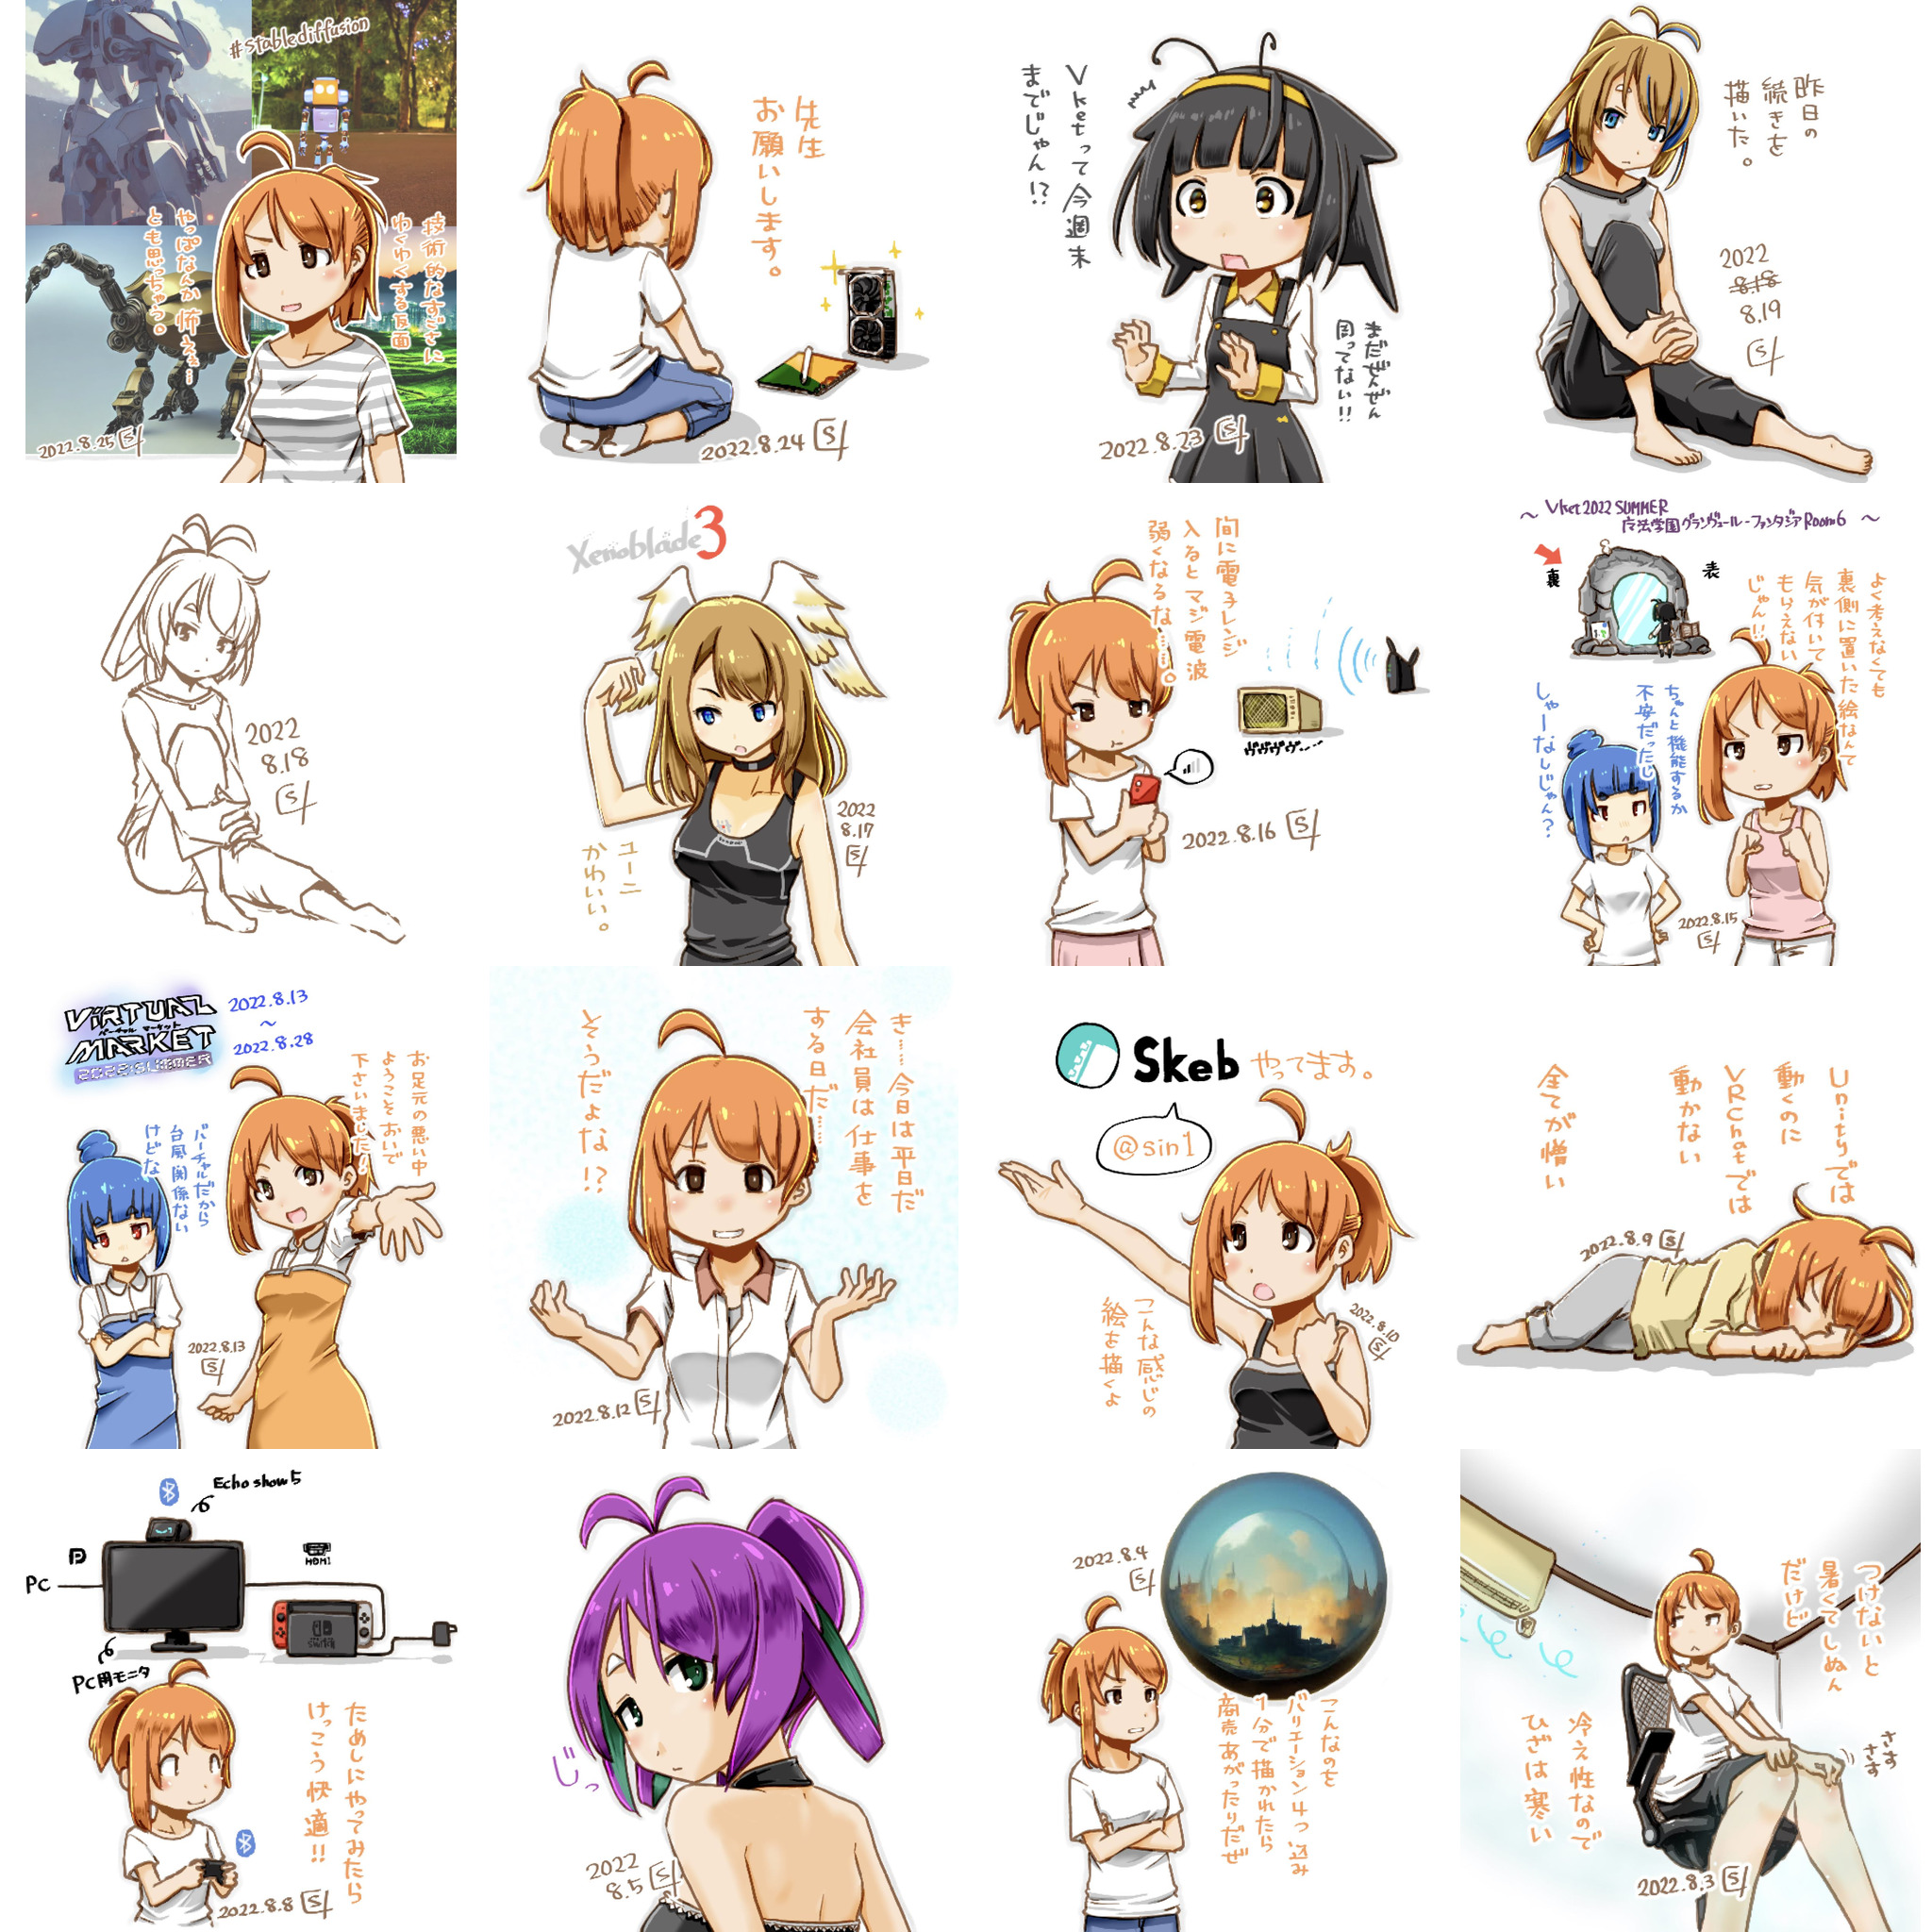 #stablediffusion
技術的なすごさに
わくわくする反面
やっぱなんか怖えぇ…
とも思っちゃう。
2022.8.25
先生
お願いします。
2022.8.24
Vketって今週末
までじゃん!?
まだぜんぜん
回ってない!!
2022.8.23
昨日の
続きを
描いた。
2022
8.18
8.19
2022
8.18
Xenoblade3
2022
8.17
ユーニ
かわいい。
間に電子レンジ
入るとマジ電波
弱くなるな……。
ヴヴヴヴ…
2022.8.16
～ Vket2022 SUMMER
魔法学園グランヴェール-ファンタジアRoom6 ～
裏
表
よく考えなくても
裏側に置いた絵なんて
気が付いて
もらえない
じゃん!!
ちゃんと機能するか
不安だったし
しゃーなしじゃん?
2022.8.15
VIRTUAL
バーチャル マーケット
MARKET
2022 SUMMER
2022.8.13
～
2022.8.28
お足元の悪い中
ようこそおいで
下さいました!
バーチャルだから
台風関係ない
けどな
2022.8.13
き……今日は平日だ
会社員は仕事を
する日だ……
そうだよな!?
2022.8.12
Skeb やってます。
@sin1
こんな感じの
絵を描くよ
2022.8.10
Unityでは
動くのに
VRChatでは
動かない
全てが憎い
2022.8.9
Echo show5
PC
HDMI
SWITCH
PC用モニタ
ためしにやってみたら
けっこう快適!!
2022.8.8
じっ
2022
8.5
2022.8.4
こんなのを
バリエーション4つ込み
1分で描かれたら
商売あがったりだぜ
つけないと
暑くてしぬん
だけど
冷え性なので
ひざは寒い
さす
さす
2022.8.3